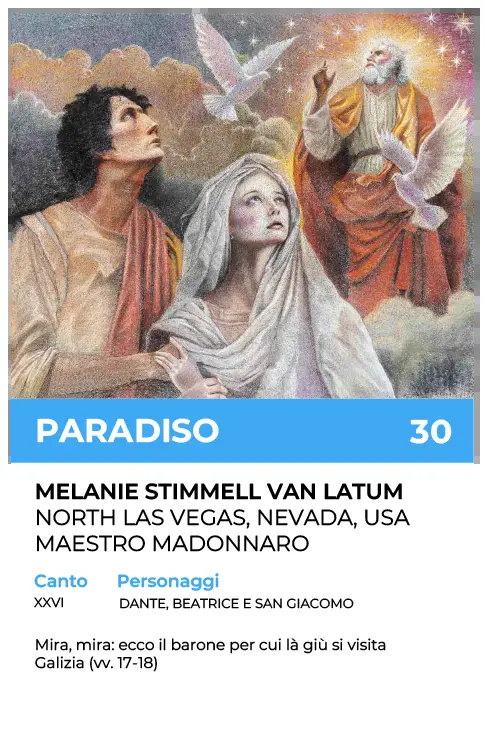 PARADISO 30
MELANIE STIMMELL VAN LATUM
NORTH LAS VEGAS, NEVADA, USA
MAESTRO MADONNARO
Canto Personaggi
XXVI DANTE, BEATRICE E SAN GIACOMO
Mira, mira: ecco il barone per cui là giù si visita
Galizia (vv. 17-18)